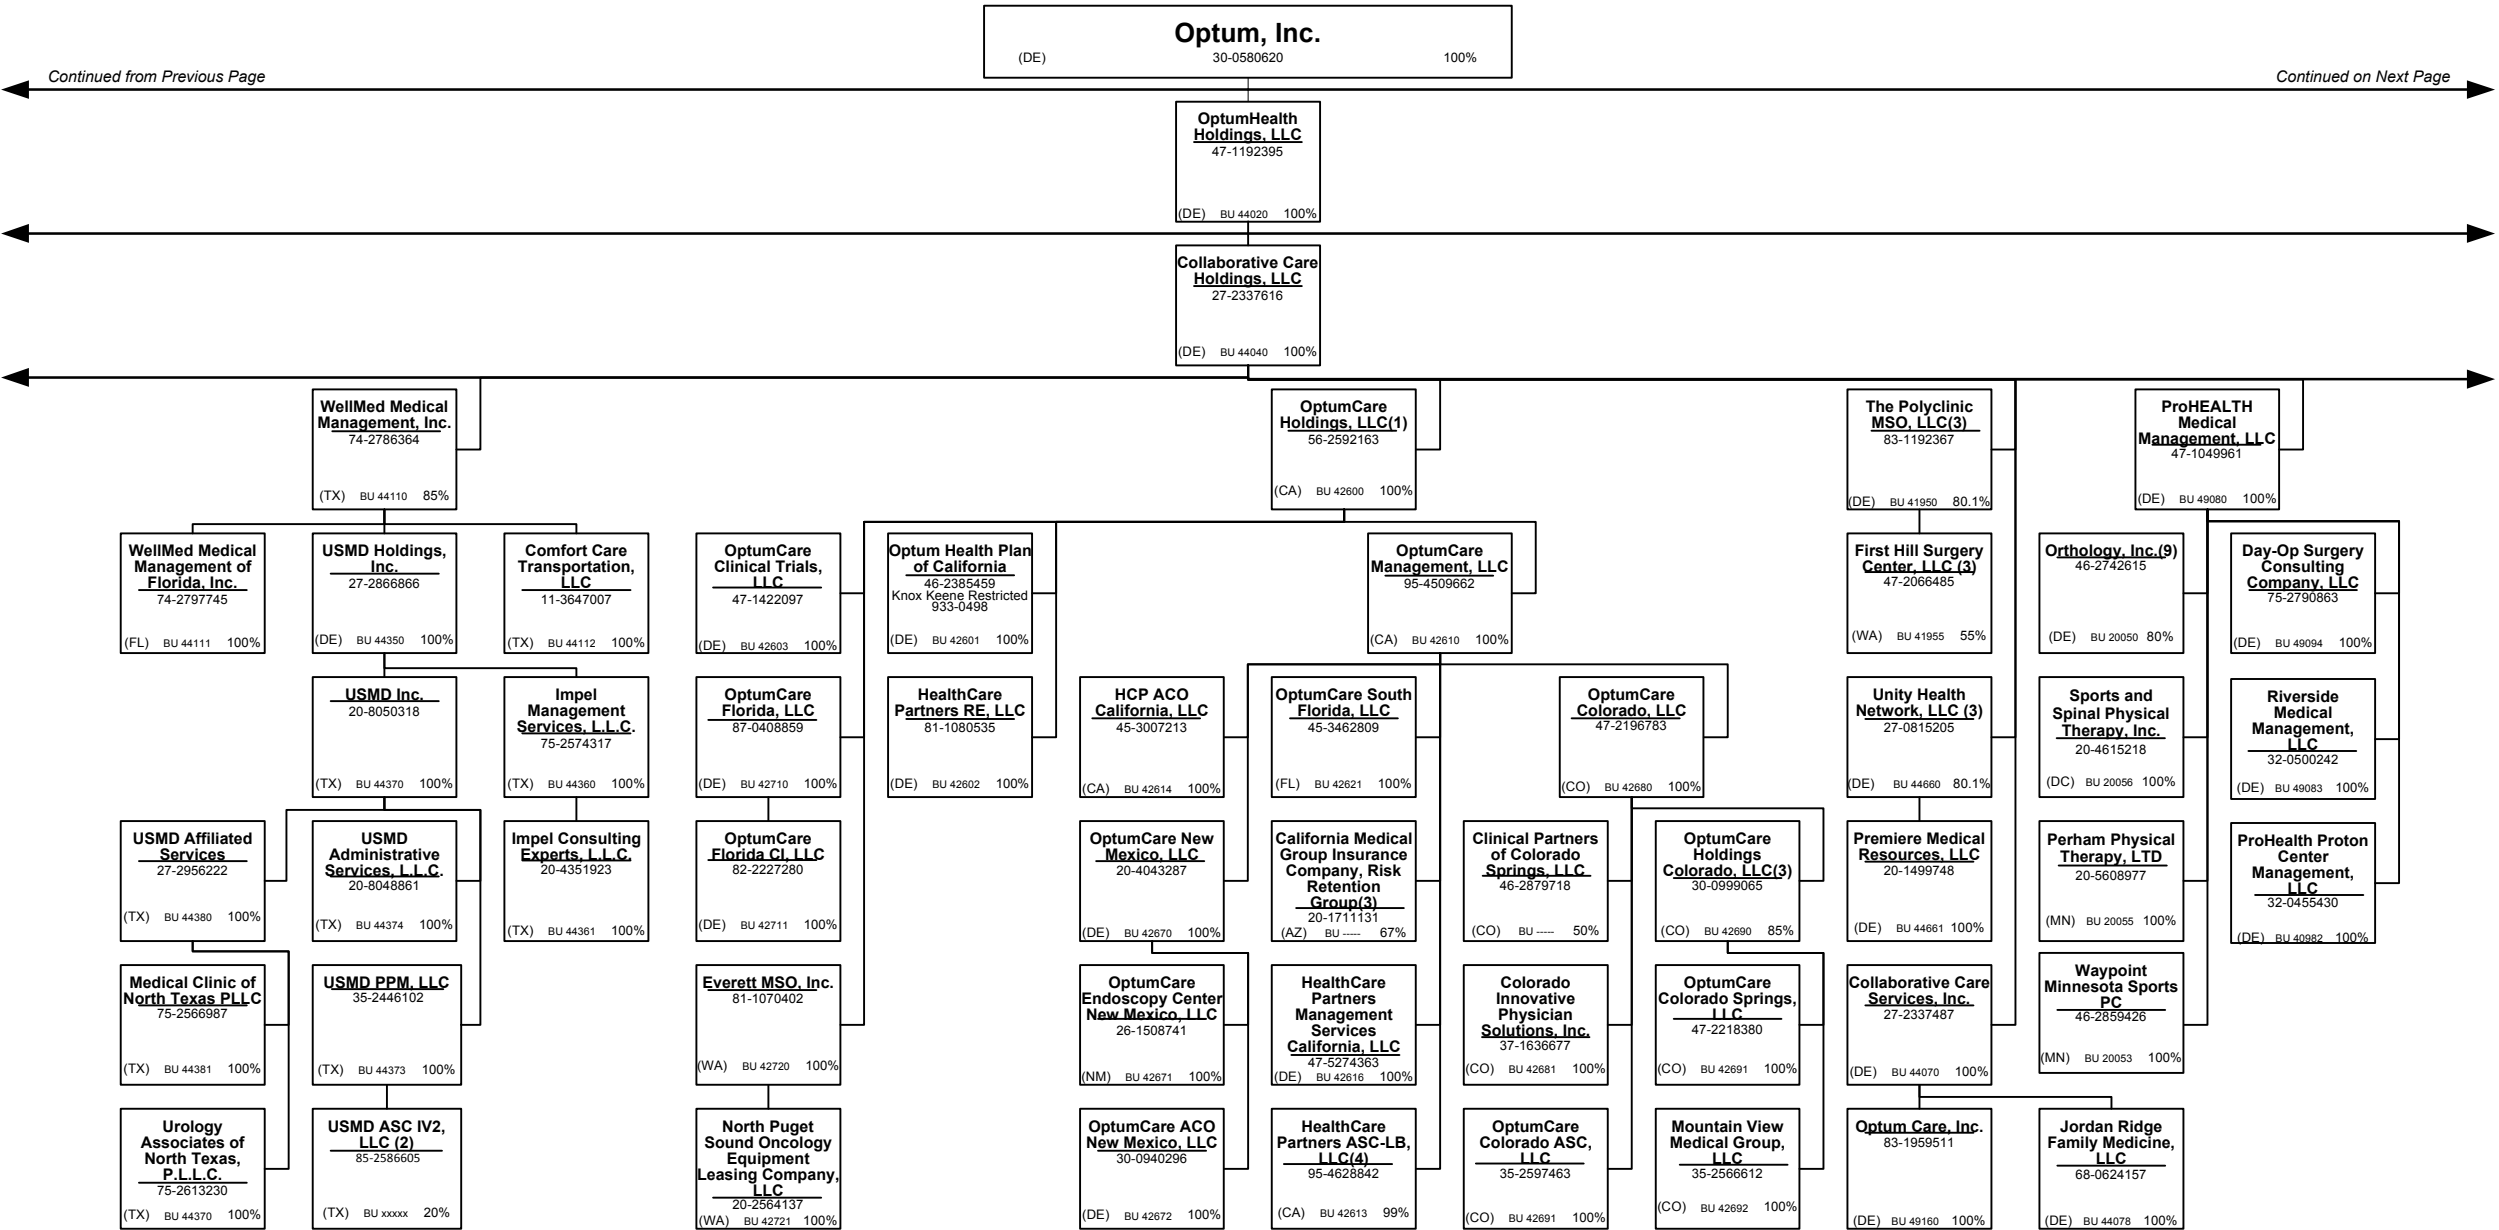 Optum, Inc.
(DE) 30-0580620 100%
Continued from Previous Page
Continued on Next Page
OptumHealth
Holdings, LLC
47-1192395
(DE) BU 44020 100%
Collaborative Care
Holdings, LLC
27-2337616
(DE) BU 44040 100%
WellMed Medical
Management, Inc.
74-2786364
(TX) BU 44110 85%
OptumCare
Holdings, LLC(1)
56-2592163
(CA) BU 42600 100%
The Polyclinic
MSO, LLC(3)
83-1192367
(DE) BU 41950 80.1%
ProHEALTH
Medical
Management, LLC
47-1049961
(DE) BU 49080 100%
WellMed Medical
Management of
Florida, Inc.
74-2797745
(FL) BU 44111 100%
USMD Holdings,
Inc.
27-2866866
(DE) BU 44350 100%
Comfort Care
Transportation,
LLC
11-3647007
(TX) BU 44112 100%
OptumCare
Clinical Trials,
LLC
47-1422097
(DE) BU 42603 100%
Optum Health Plan
of California
46-2385459
Knox Keene Restricted
933-0498
(DE) BU 42601 100%
OptumCare
Management, LLC
95-4509662
(CA) BU 42610 100%
First Hill Surgery
Center, LLC (3)
47-2066485
(WA) BU 41955 55%
Orthology, Inc.(9)
46-2742615
(DE) BU 20050 80%
Day-Op Surgery
Consulting
Company, LLC
75-2790863
(DE) BU 49094 100%
USMD Inc.
20-8050318
(TX) BU 44370 100%
Impel
Management
Services, L.L.C.
75-2574317
(TX) BU 44360 100%
OptumCare
Florida, LLC
87-0408859
(DE) BU 42710 100%
HealthCare
Partners RE, LLC
81-1080535
(DE) BU 42602 100%
HCP ACO
California, LLC
45-3007213
(CA) BU 42614 100%
OptumCare South
Florida, LLC
45-3462809
(FL) BU 42621 100%
OptumCare
Colorado, LLC
47-2196783
(CO) BU 42680 100%
Unity Health
Network, LLC (3)
27-0815205
(DE) BU 44660 80.1%
Sports and
Spinal Physical
Therapy, Inc.
20-4615218
(DC) BU 20056 100%
Riverside
Medical
Management,
LLC
32-0500242
(DE) BU 49083 100%
USMD Affiliated
Services
27-2956222
(TX) BU 44380 100%
USMD
Administrative
Services, L.L.C.
20-8048861
(TX) BU 44374 100%
Impel Consulting
Experts, L.L.C.
20-4351923
(TX) BU 44361 100%
OptumCare
Florida CI, LLC
82-2227280
(DE) BU 42711 100%
OptumCare New
Mexico, LLC
20-4043287
(DE) BU 42670 100%
California Medical
Group Insurance
Company, Risk
Retention
Group(3)
20-1711131
(AZ) BU ----- 67%
Clinical Partners
of Colorado
Springs, LLC
46-2879718
(CO) BU ----- 50%
OptumCare
Holdings
Colorado, LLC(3)
30-0999065
(CO) BU 42690 85%
Premiere Medical
Resources, LLC
20-1499748
(DE) BU 44661 100%
Perham Physical
Therapy, LTD
20-5608977
(MN) BU 20055 100%
ProHealth Proton
Center
Management,
LLC
32-0455430
(DE) BU 40982 100%
Medical Clinic of
North Texas PLLC
75-2566987
(TX) BU 44381 100%
USMD PPM, LLC
35-2446102
(TX) BU 44373 100%
Everett MSO, Inc.
81-1070402
(WA) BU 42720 100%
OptumCare
Endoscopy Center
New Mexico, LLC
26-1508741
(NM) BU 42671 100%
HealthCare
Partners
Management
Services
California, LLC
47-5274363
(DE) BU 42616 100%
Colorado
Innovative
Physician
Solutions, Inc.
37-1636677
(CO) BU 42681 100%
OptumCare
Colorado Springs,
LLC
47-2218380
(CO) BU 42691 100%
Collaborative Care
Services, Inc.
27-2337487
(DE) BU 44070 100%
Waypoint
Minnesota Sports
PC
46-2859426
(MN) BU 20053 100%
Urology
Associates of
North Texas,
P.L.L.C.
75-2613230
(TX) BU 44370 100%
USMD ASC IV2,
LLC (2)
85-2586605
(TX) BU xxxxx 20%
North Puget
Sound Oncology
Equipment
Leasing Company,
LLC
20-2564137
(WA) BU 42721 100%
OptumCare ACO
New Mexico, LLC
30-0940296
(DE) BU 42672 100%
HealthCare
Partners ASC-LB,
LLC(4)
95-4628842
(CA) BU 42613 99%
OptumCare
Colorado ASC,
LLC
35-2597463
(CO) BU 42691 100%
Mountain View
Medical Group,
LLC
35-2566612
(CO) BU 42692 100%
Optum Care, Inc.
83-1959511
(DE) BU 49160 100%
Jordan Ridge
Family Medicine,
LLC
68-0624157
(DE) BU 44078 100%